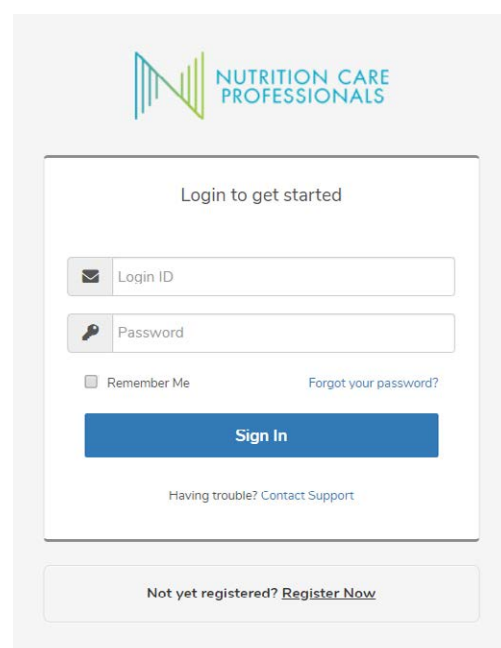 NUTRITION CARE
PROFESSIONALS
Login to get started
Login ID
Password
Remember Me Forgot your password?
Sign In
Having trouble? Contact Support
Not yet registered? Register Now